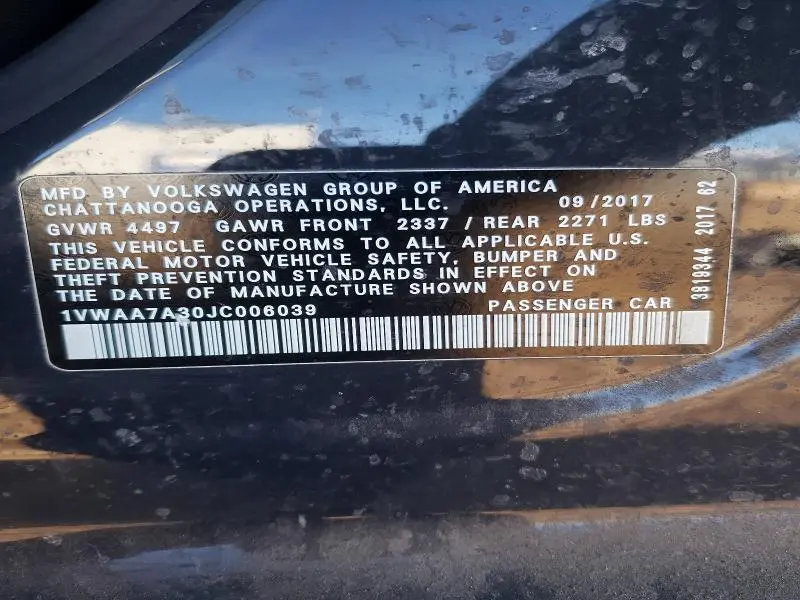 MFD BY VOLKSWAGEN GROUP OF AMERICA
CHATTANOOGA OPERATIONS, LLC. 09/2017
GVWR 4497 GAWR FRONT 2337 / REAR 2271 LBS
THIS VEHICLE CONFORMS TO ALL APPLICABLE U.S.
FEDERAL MOTOR VEHICLE SAFETY, BUMPER AND
THEFT PREVENTION STANDARDS IN EFFECT ON
THE DATE OF MANUFACTURE SHOWN ABOVE
1VWAA7A30JC006039 PASSENGER CAR
3819344 2017 62